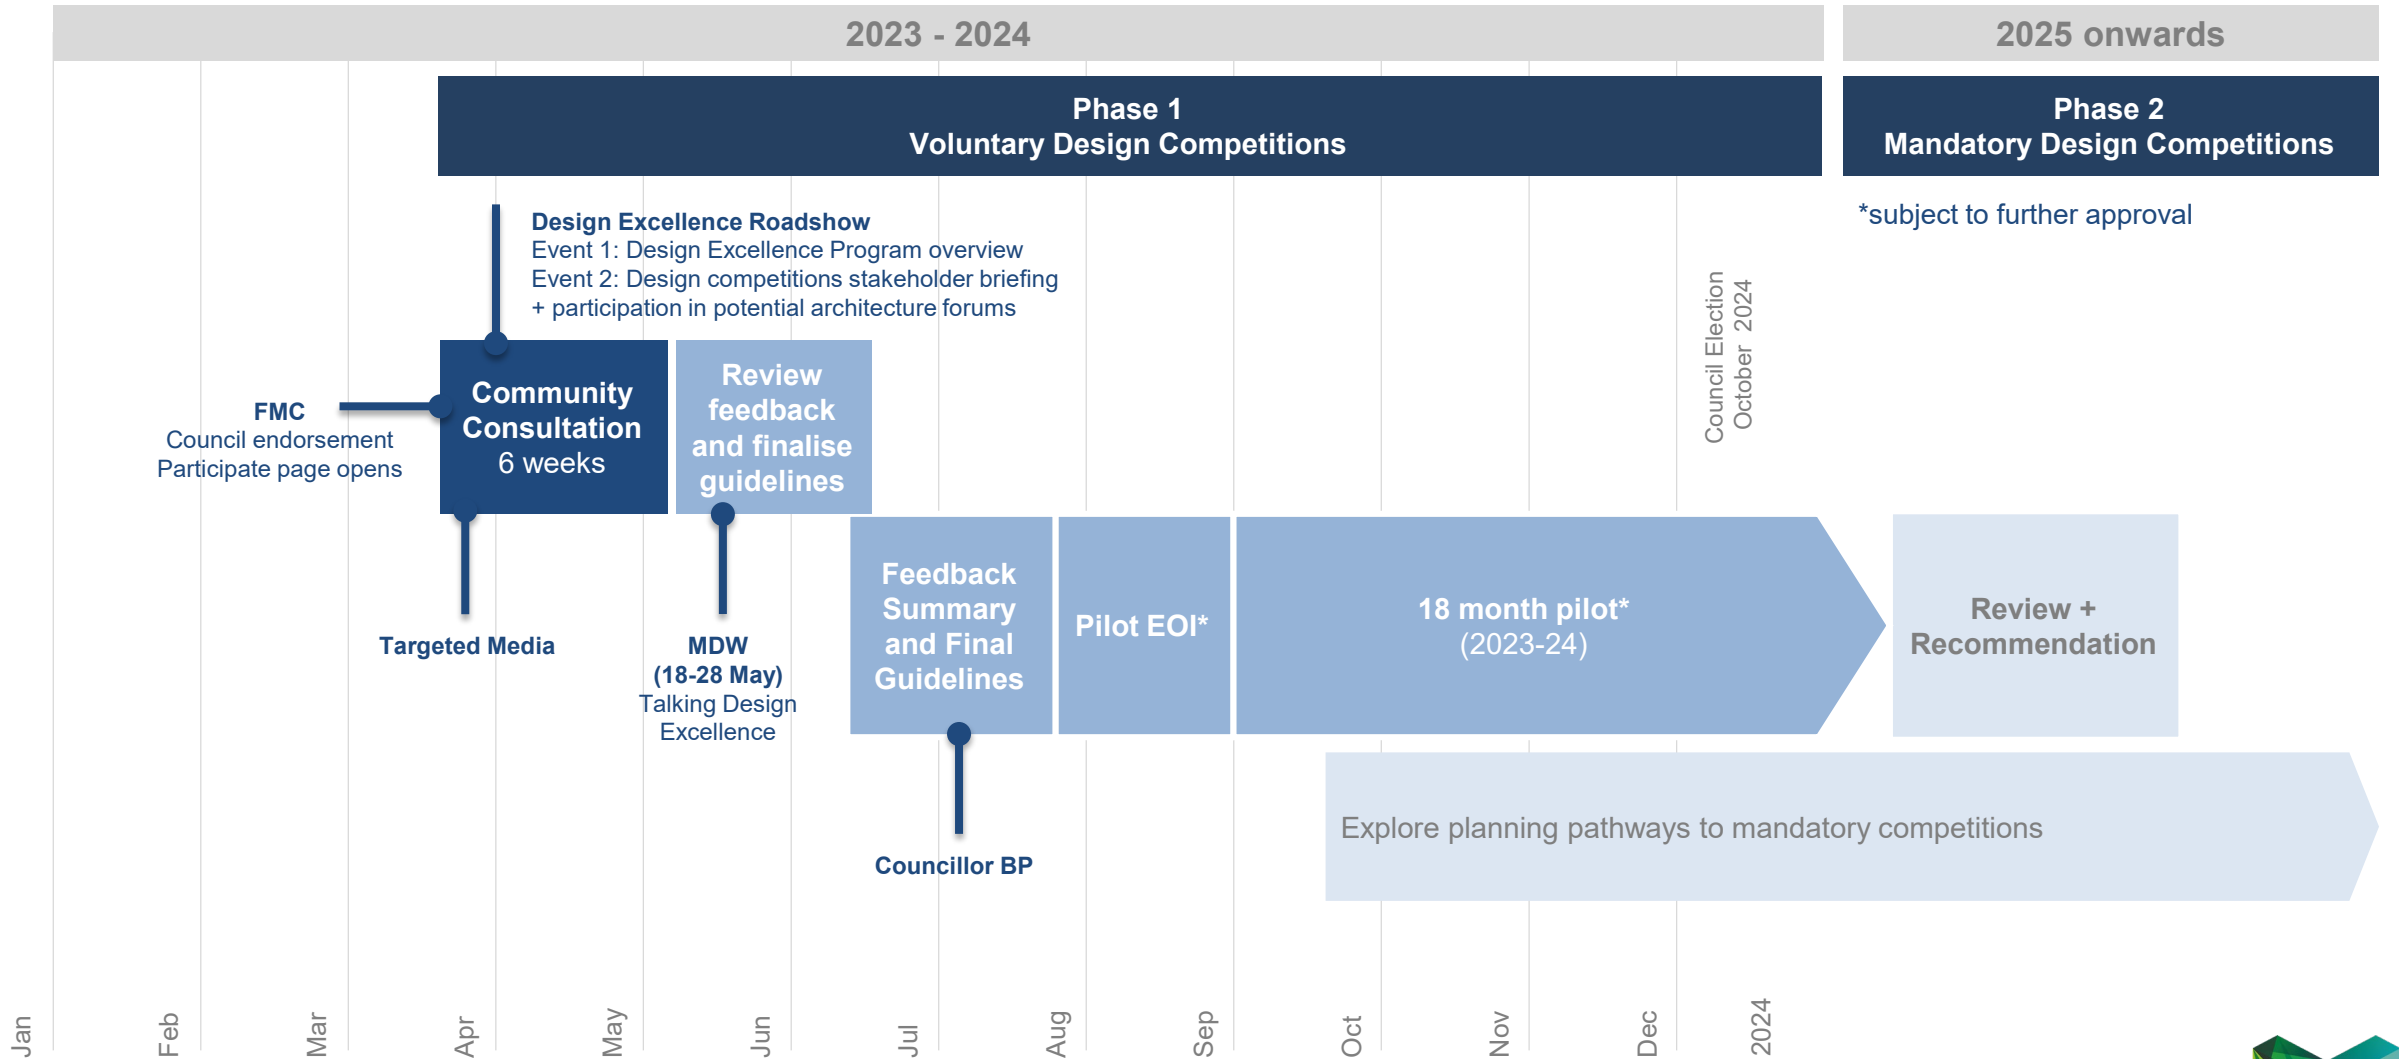 2023 - 2024
2025 onwards
Phase 1
Voluntary Design Competitions
Phase 2
Mandatory Design Competitions
*subject to further approval
Design Excellence Roadshow
Event 1: Design Excellence Program overview
Event 2: Design competitions stakeholder briefing
+ participation in potential architecture forums
Council Election
October 2024
FMC
Council endorsement
Participate page opens
Community
Consultation
6 weeks
Review
feedback
and finalise
guidelines
Targeted Media
MDW
(18-28 May)
Talking Design
Excellence
Feedback
Summary
and Final
Guidelines
Pilot EOI*
18 month pilot*
(2023-24)
Review +
Recommendation
Councillor BP
Explore planning pathways to mandatory competitions
Jan
Feb
Mar
Apr
May
Jun
Jul
Aug
Sep
Oct
Nov
Dec
2024